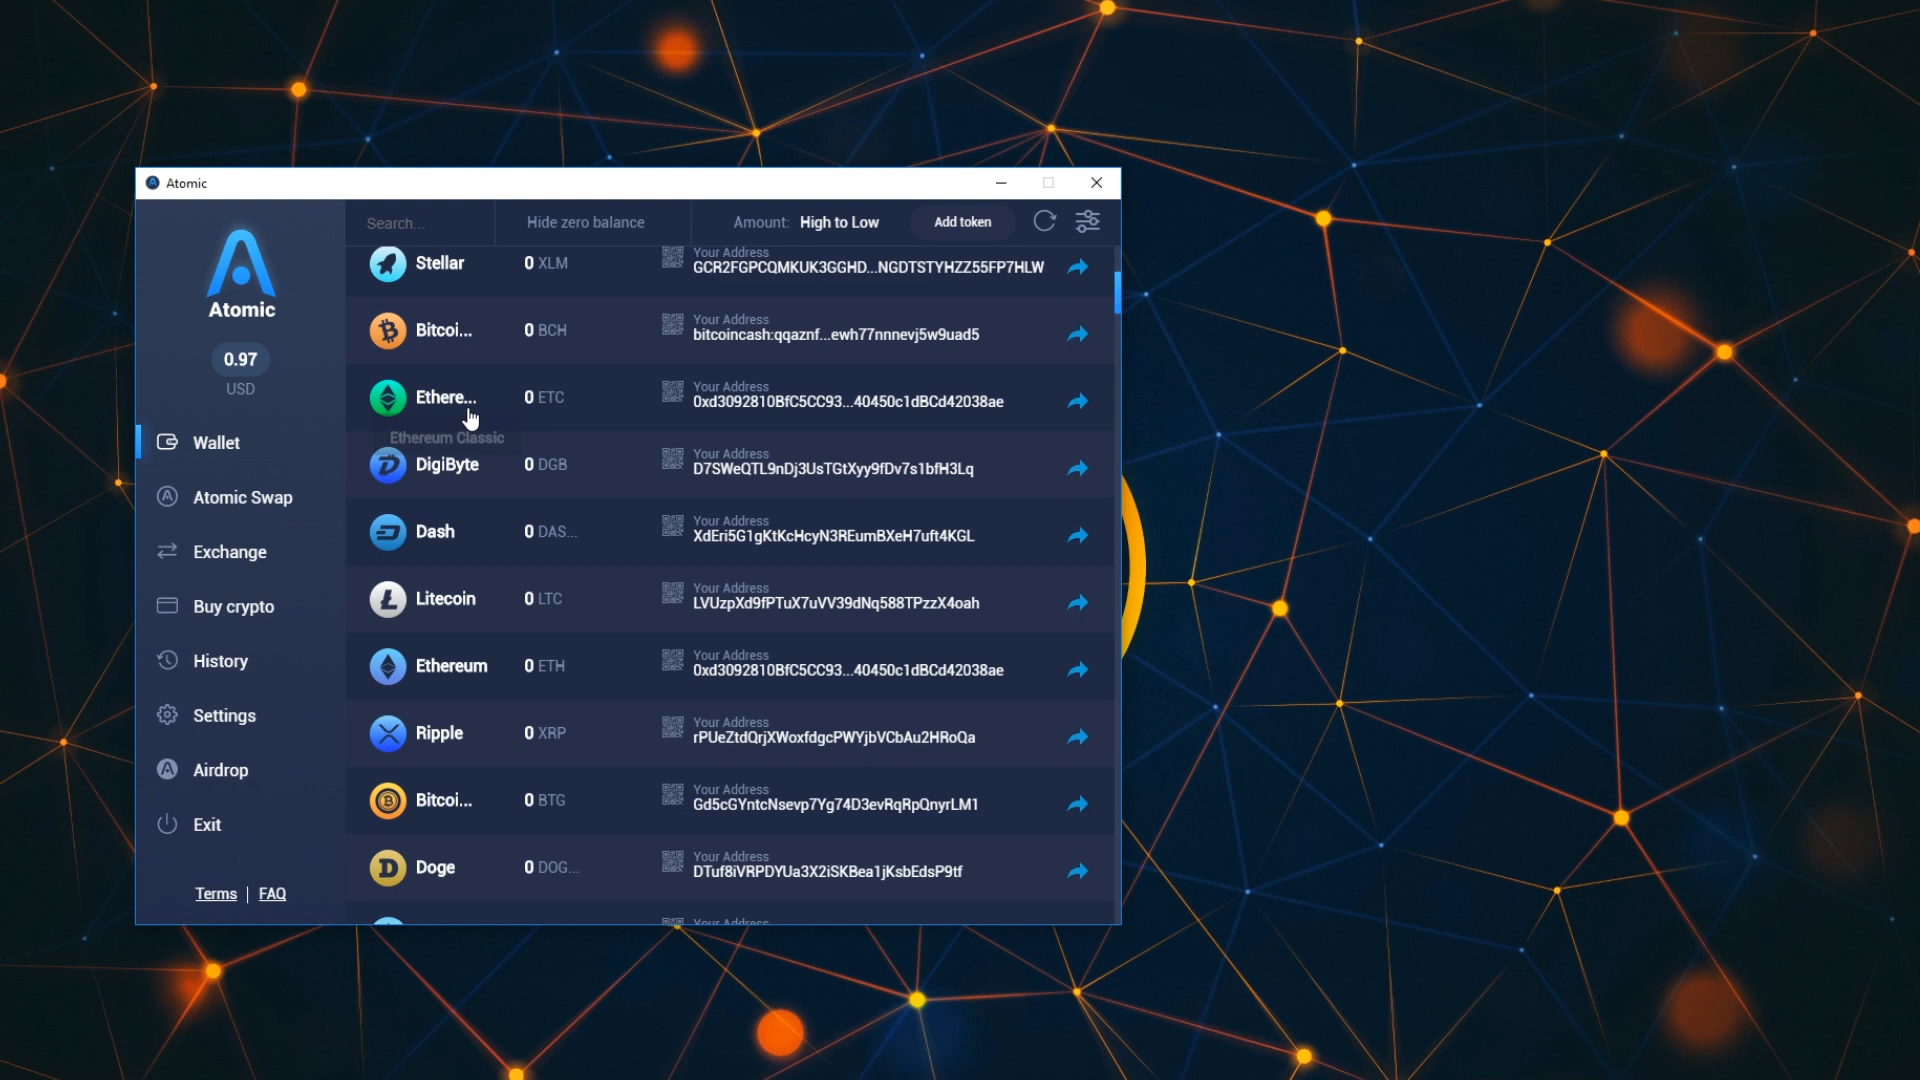 Atomic
Search... Hide zero balance Amount: High to Low Add token
Atomic
0.97
USD
Wallet
Atomic Swap
Exchange
Buy crypto
History
Settings
Airdrop
Exit
Terms | FAQ
Stellar 0 XLM Your Address
GCR2FGPCQMKUK3GGHD...NGDTSTYHZZ55FP7HLW
Bitcoi... 0 BCH Your Address
bitcoincash:qqaznf...ewh77nnnevj5w9uad5
Ethere... 0 ETC Your Address
0xd3092810BfC5CC93...40450c1dBCd42038ae
Ethereum Classic
DigiByte 0 DGB Your Address
D7SWeQTL9nDj3UsTGtXyy9fDv7s1bfH3Lq
Dash 0 DAS... Your Address
XdEri5G1gKtKcHcyN3REumBXeH7uft4KGL
Litecoin 0 LTC Your Address
LVUzpXd9fPTuX7uVV39dNq588TPzzX4oah
Ethereum 0 ETH Your Address
0xd3092810BfC5CC93...40450c1dBCd42038ae
Ripple 0 XRP Your Address
rPUeZtdQrjXWoxfdgcPWYjbVCbAu2HRoQa
Bitcoi... 0 BTG Your Address
Gd5cGYntcNsevp7Yg74D3evRqRpQnyrLM1
Doge 0 DOG... Your Address
DTuf8iVRPDYUa3X2iSKBea1jKsbEdsP9tf
Your Address